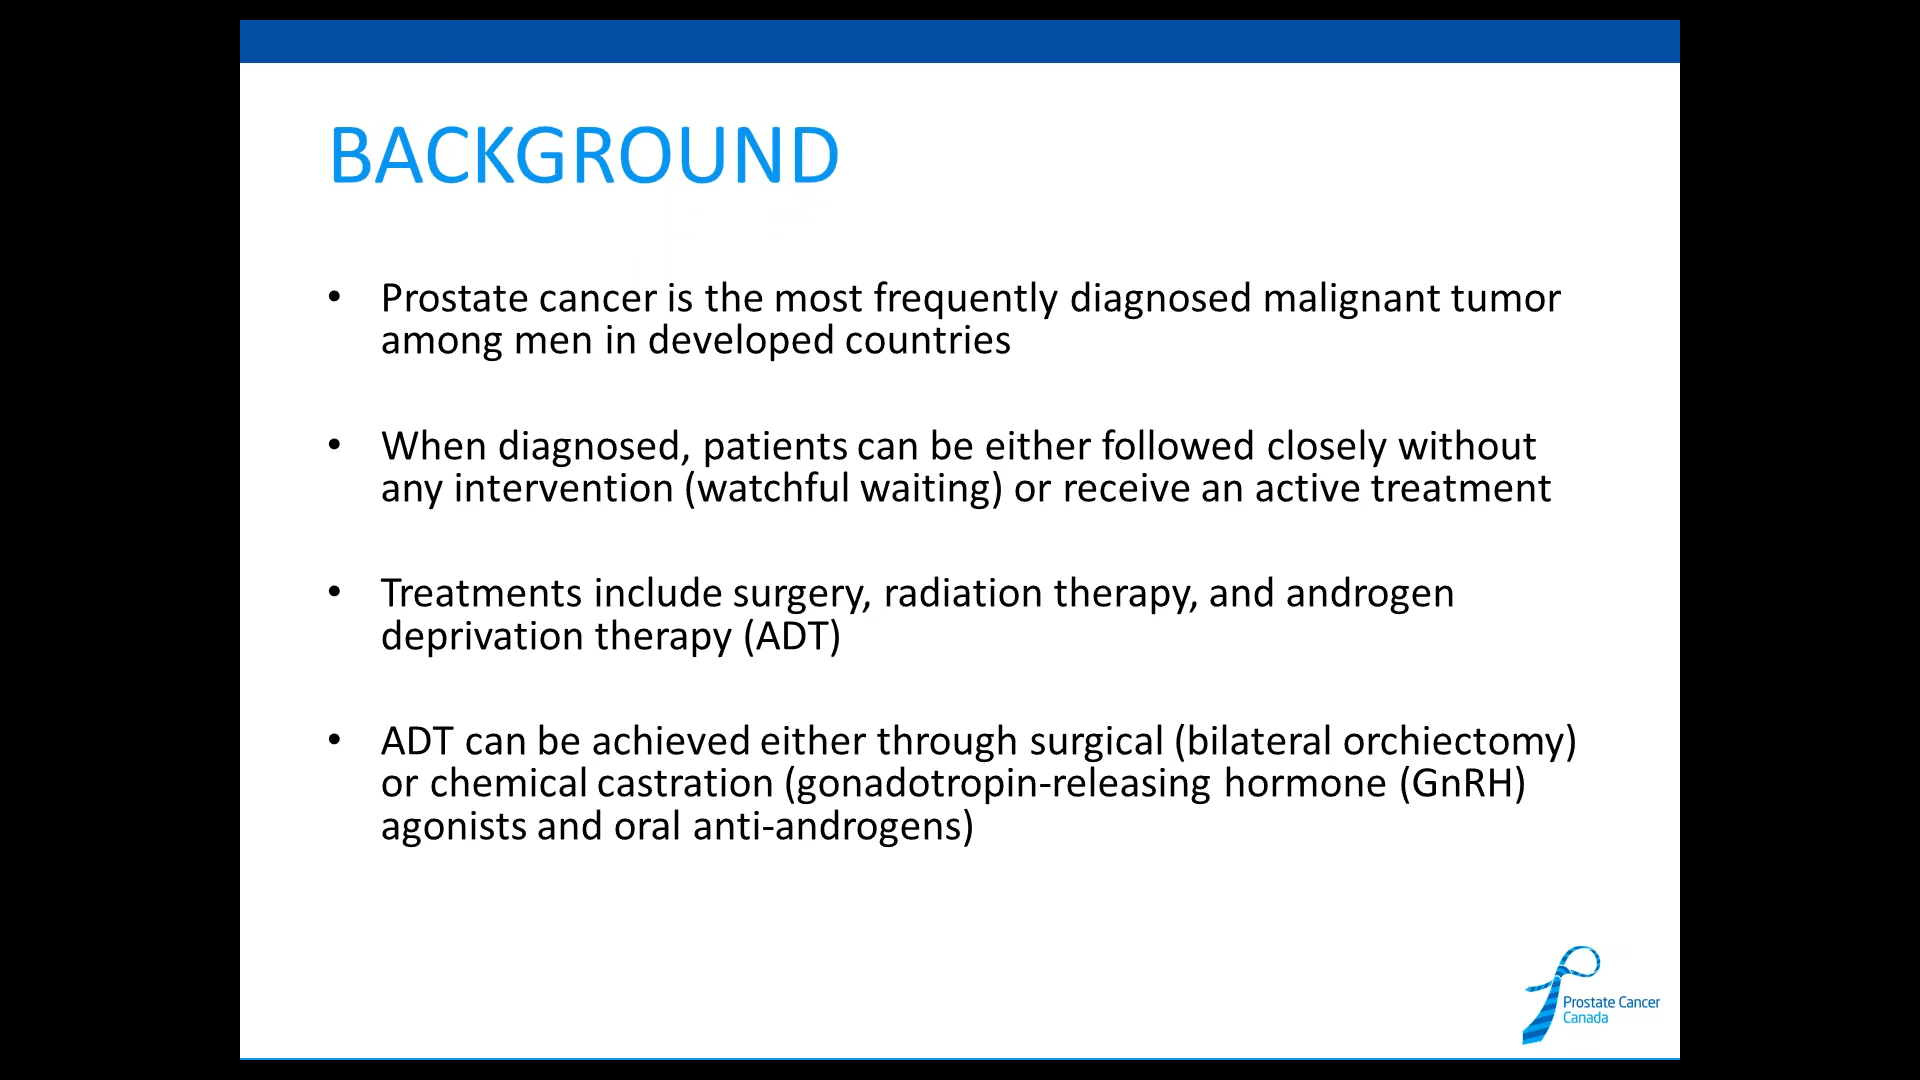 BACKGROUND
• Prostate cancer is the most frequently diagnosed malignant tumor
among men in developed countries
• When diagnosed, patients can be either followed closely without
any intervention (watchful waiting) or receive an active treatment
• Treatments include surgery, radiation therapy, and androgen
deprivation therapy (ADT)
• ADT can be achieved either through surgical (bilateral orchiectomy)
or chemical castration (gonadotropin-releasing hormone (GnRH)
agonists and oral anti-androgens)
Prostate Cancer
Canada